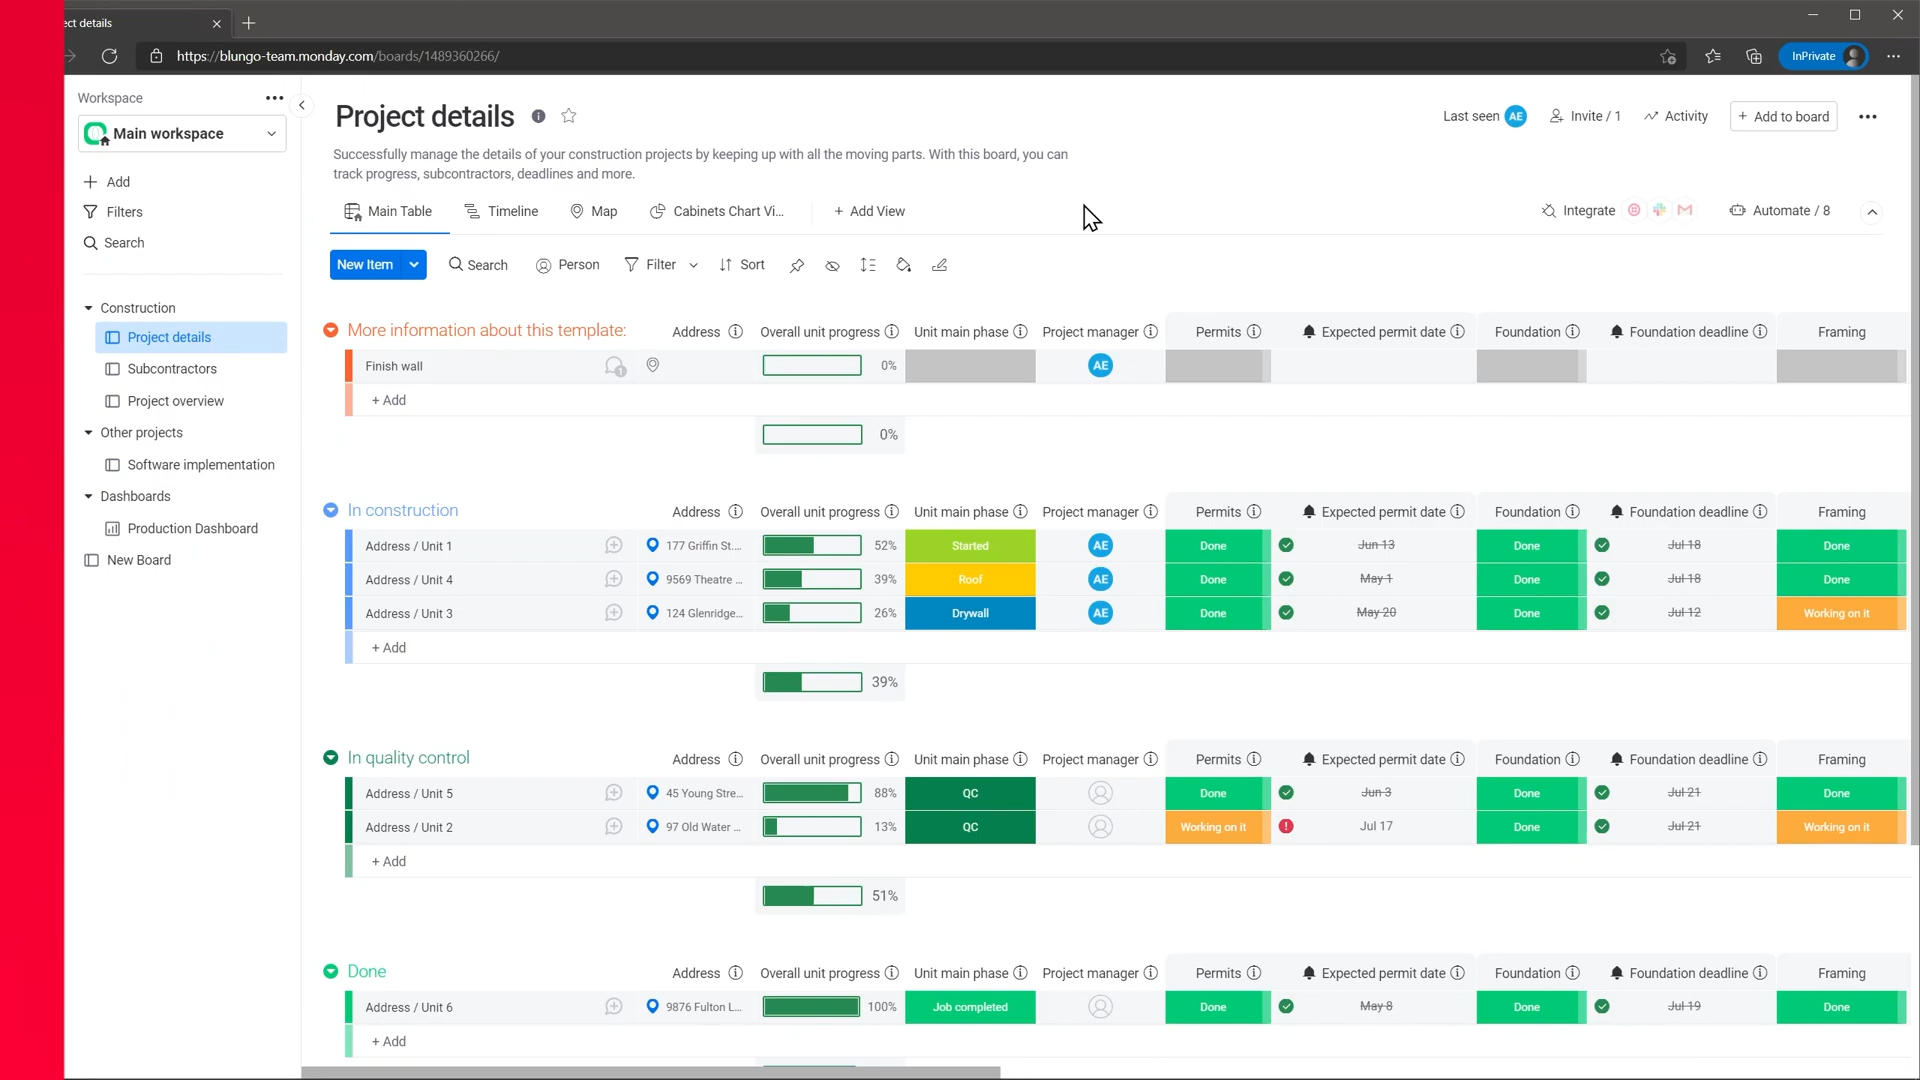 ect details
https://blungo-team.monday.com/boards/1489360266/
InPrivate
Workspace
Main workspace
Add
Filters
Search
Construction
Project details
Subcontractors
Project overview
Other projects
Software implementation
Dashboards
Production Dashboard
New Board
Project details
Last seen AE Invite / 1 Activity + Add to board
Successfully manage the details of your construction projects by keeping up with all the moving parts. With this board, you can
track progress, subcontractors, deadlines and more.
Main Table Timeline Map Cabinets Chart Vi... + Add View Integrate Automate / 8
New Item Search Person Filter Sort
More information about this template: Address Overall unit progress Unit main phase Project manager Permits Expected permit date Foundation Foundation deadline Framing
Finish wall 1 0% AE
+ Add
0%
In construction Address Overall unit progress Unit main phase Project manager Permits Expected permit date Foundation Foundation deadline Framing
Address / Unit 1 177 Griffin St.... 52% Started AE Done Jun 13 Done Jul 18 Done
Address / Unit 4 9569 Theatre ... 39% Roof AE Done May 1 Done Jul 18 Done
Address / Unit 3 124 Glenridge... 26% Drywall AE Done May 20 Done Jul 12 Working on it
+ Add
39%
In quality control Address Overall unit progress Unit main phase Project manager Permits Expected permit date Foundation Foundation deadline Framing
Address / Unit 5 45 Young Stre... 88% QC Done Jun 3 Done Jul 21 Done
Address / Unit 2 97 Old Water ... 13% QC Working on it Jul 17 Done Jul 21 Working on it
+ Add
51%
Done Address Overall unit progress Unit main phase Project manager Permits Expected permit date Foundation Foundation deadline Framing
Address / Unit 6 9876 Fulton L... 100% Job completed Done May 8 Done Jul 19 Done
+ Add